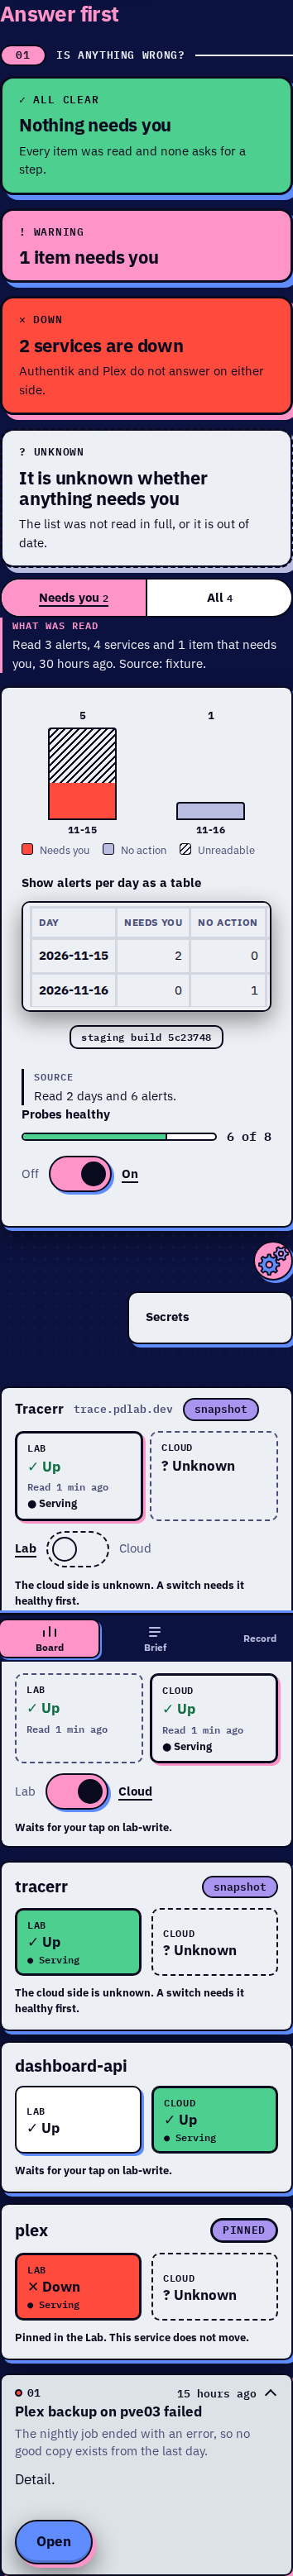 Answer first
01 IS ANYTHING WRONG?
✓ ALL CLEAR
Nothing needs you
Every item was read and none asks for a
step.
! WARNING
1 item needs you
× DOWN
2 services are down
Authentik and Plex do not answer on either
side.
? UNKNOWN
It is unknown whether
anything needs you
The list was not read in full, or it is out of
date.
Needs you 2 All 4
WHAT WAS READ
Read 3 alerts, 4 services and 1 item that needs
you, 30 hours ago. Source: fixture.
5 1
11-15 11-16
Needs you No action Unreadable
Show alerts per day as a table
DAY NEEDS YOU NO ACTION
2026-11-15 2 0
2026-11-16 0 1
staging build 5c23748
SOURCE
Read 2 days and 6 alerts.
Probes healthy
6 of 8
Off On
Secrets
Tracerr trace.pdlab.dev snapshot
LAB
✓ Up
Read 1 min ago
● Serving
CLOUD
? Unknown
Lab Cloud
The cloud side is unknown. A switch needs it
healthy first.
Board Brief Record
LAB
✓ Up
Read 1 min ago
CLOUD
✓ Up
Read 1 min ago
● Serving
Lab Cloud
Waits for your tap on lab-write.
tracerr snapshot
LAB
✓ Up
● Serving
CLOUD
? Unknown
The cloud side is unknown. A switch needs it
healthy first.
dashboard-api
LAB
✓ Up
CLOUD
✓ Up
● Serving
Waits for your tap on lab-write.
plex PINNED
LAB
✕ Down
● Serving
CLOUD
? Unknown
Pinned in the Lab. This service does not move.
01 15 hours ago
Plex backup on pve03 failed
The nightly job ended with an error, so no
good copy exists from the last day.
Detail.
Open